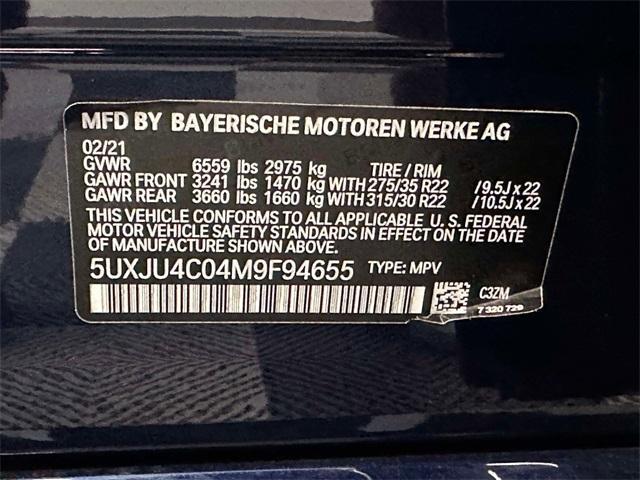 MFD BY BAYERISCHE MOTOREN WERKE AG
02/21
GVWR 6559 lbs 2975 kg TIRE / RIM
GAWR FRONT 3241 lbs 1470 kg WITH 275/35 R22 / 9.5J x 22
GAWR REAR 3660 lbs 1660 kg WITH 315/30 R22 / 10.5J x 22
THIS VEHICLE CONFORMS TO ALL APPLICABLE U. S. FEDERAL
MOTOR VEHICLE SAFETY STANDARDS IN EFFECT ON THE DATE
OF MANUFACTURE SHOWN ABOVE.
5UXJU4C04M9F94655 TYPE: MPV
C3ZM
7 320 729